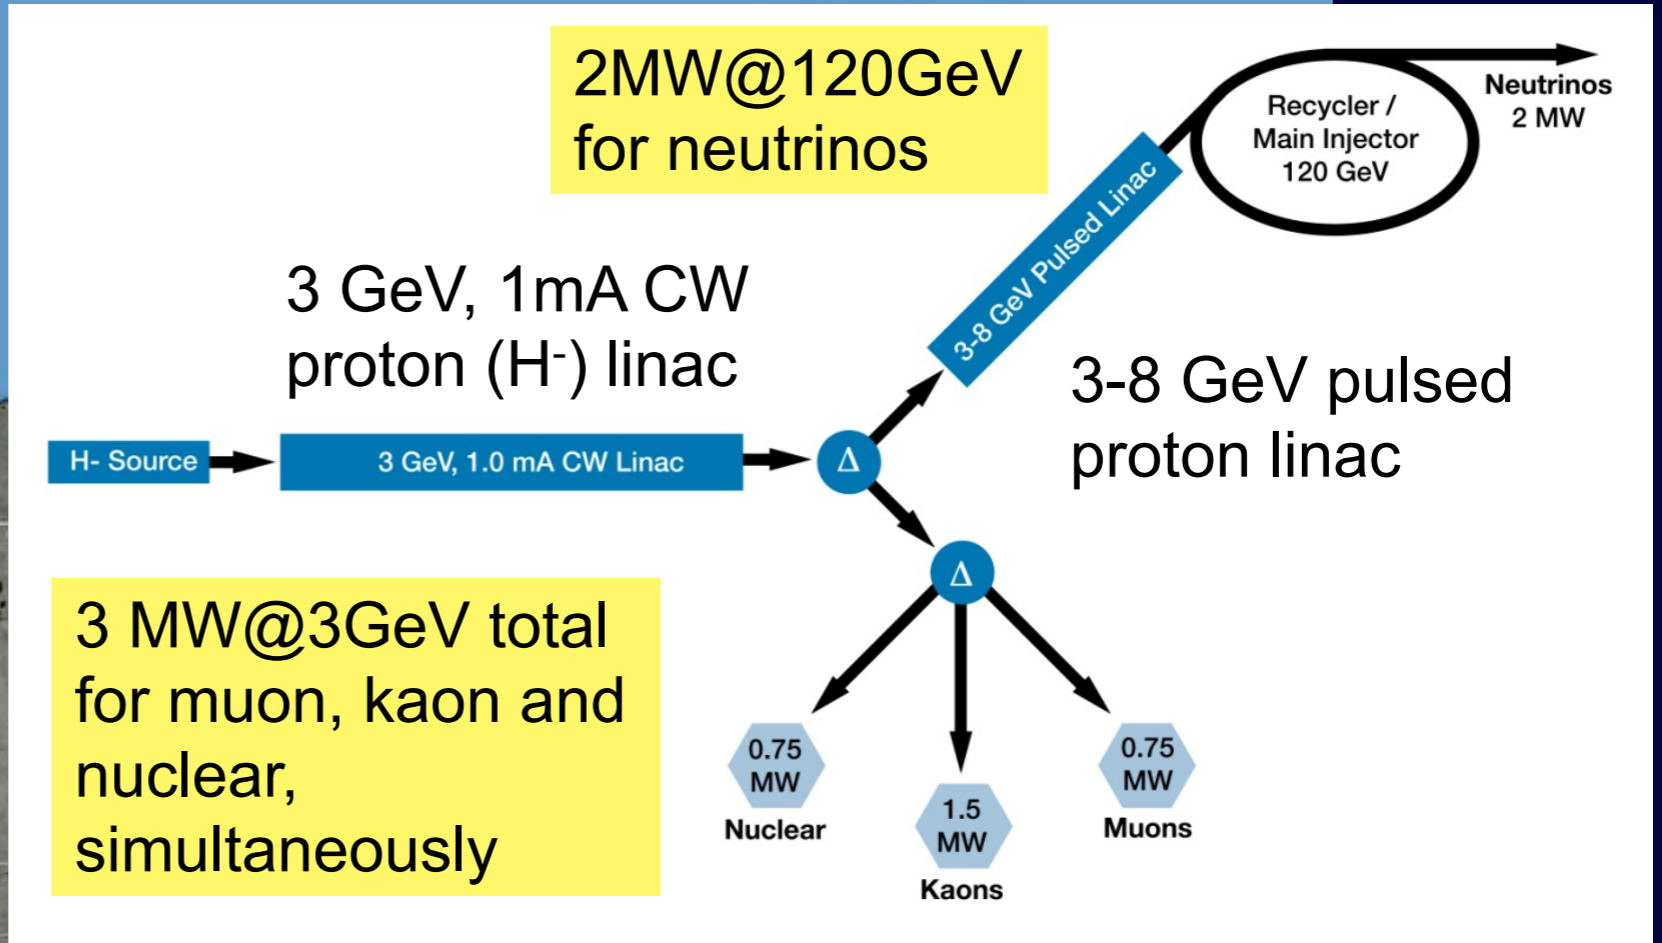 2MW@120GeV
for neutrinos
Neutrinos
2 MW
Recycler /
Main Injector
120 GeV
3-8 GeV Pulsed Linac
3 GeV, 1mA CW
proton (H-) linac
3-8 GeV pulsed
proton linac
H- Source
3 GeV, 1.0 mA CW Linac
Δ
Δ
3 MW@3GeV total
for muon, kaon and
nuclear,
simultaneously
0.75
MW
Nuclear
1.5
MW
Kaons
0.75
MW
Muons